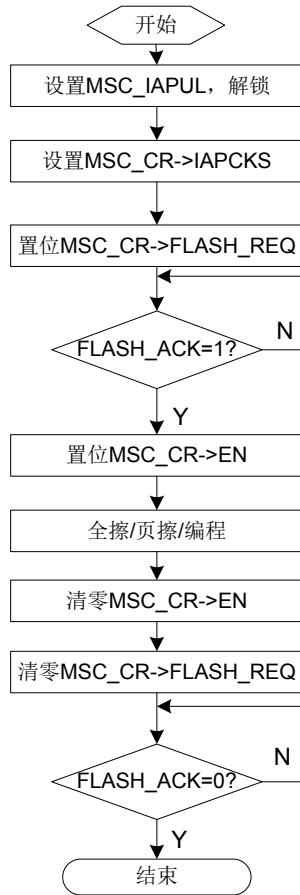 开始
设置MSC_IAPUL，解锁
设置MSC_CR->IAPCKS
置位MSC_CR->FLASH_REQ
FLASH_ACK=1?
N
Y
置位MSC_CR->EN
全擦/页擦/编程
清零MSC_CR->EN
清零MSC_CR->FLASH_REQ
FLASH_ACK=0?
N
Y
结束